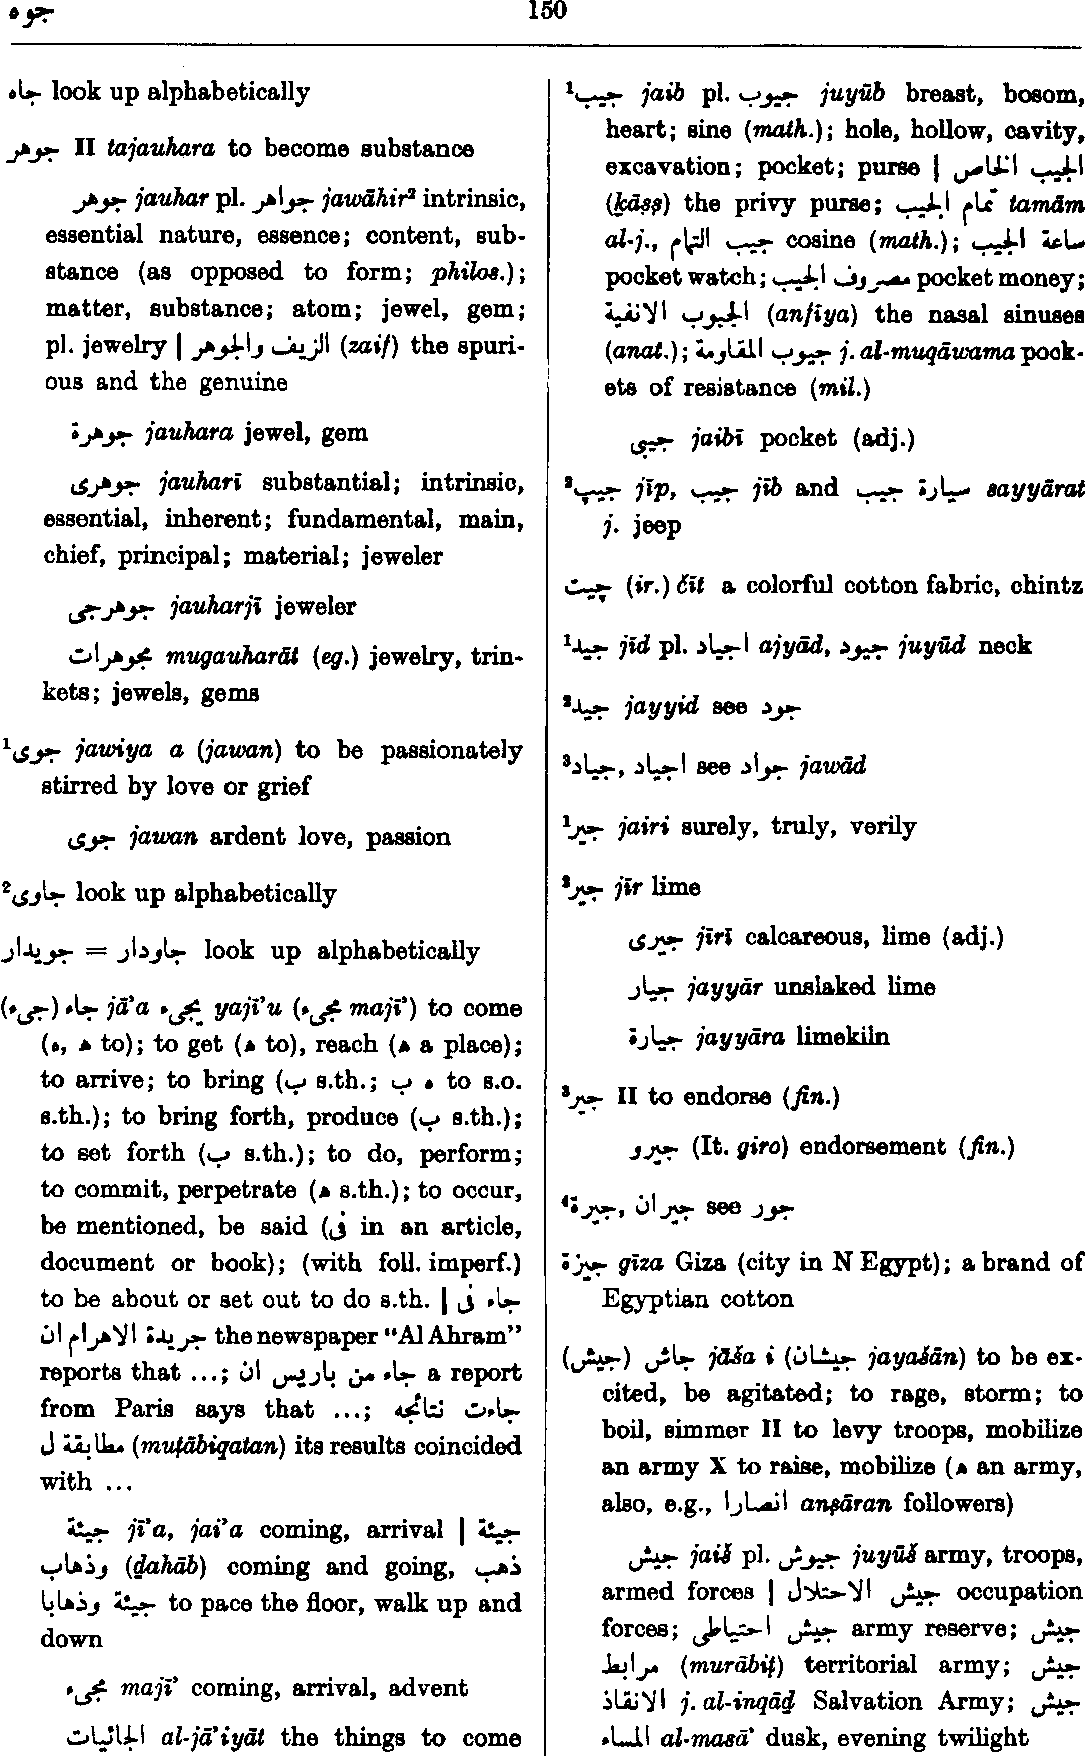 جوه
150
جاه look up alphabetically
جوهر II tajauhara to become substance
جوهر jauhar pl. جواهر jawāhir² intrinsic,
essential nature, essence; content, sub-
stance (as opposed to form; philos.);
matter, substance; atom; jewel, gem;
pl. jewelry | الزيف والجوهر (zaif) the spuri-
ous and the genuine
جوهرة jauhara jewel, gem
جوهرى jauharī substantial; intrinsic,
essential, inherent; fundamental, main,
chief, principal; material; jeweler
جوهرجى jauharjī jeweler
مجوهرات mugauharāt (eg.) jewelry, trin-
kets; jewels, gems
¹جوى jawiya a (jawan) to be passionately
stirred by love or grief
جوى jawan ardent love, passion
²جاوى look up alphabetically
جويدار = جاودار look up alphabetically
(جىء) جاء jā'a يجىء yajī'u (مجىء majī') to come
(ه, ه to); to get (ه to), reach (ه a place);
to arrive; to bring (ب s.th.; ب ه to s.o.
s.th.); to bring forth, produce (ب s.th.);
to set forth (ب s.th.); to do, perform;
to commit, perpetrate (ه s.th.); to occur,
be mentioned, be said (فى in an article,
document or book); (with foll. imperf.)
to be about or set out to do s.th. | جاء فى
جريدة الاهرام ان the newspaper “Al Ahram”
reports that ...; جاء من باريس ان a report
from Paris says that ...; جاءت نتائجه
مطابقة ل (muṭābiqatan) its results coincided
with ...
جيئة jī'a, jai'a coming, arrival | جيئة
وذهاب (ḏahāb) coming and going, ذهب
جيئة وذهابا to pace the floor, walk up and
down
مجىء majī' coming, arrival, advent
الجائيات al-jā'iyāt the things to come
¹جيب jaib pl. جيوب juyūb breast, bosom,
heart; sine (math.); hole, hollow, cavity,
excavation; pocket; purse | الجيب الخاص
(ḵāṣṣ) the privy purse; تمام الجيب tamām
al-j., جيب التمام cosine (math.); ساعة الجيب
pocket watch; مصروف الجيب pocket money;
الجيوب الانفية (anfīya) the nasal sinuses
(anat.); جيوب المقاومة j. al-muqāwama pock-
ets of resistance (mil.)
جيبى jaibī pocket (adj.)
²جيپ jīp, جيب jīb and سيارة جيب sayyārat
j. jeep
چيت (ir.) čīt a colorful cotton fabric, chintz
¹جيد jīd pl. اجياد ajyād, جيود juyūd neck
²جيد jayyid see جود
³جياد, اجياد see جواد jawād
¹جير jairi surely, truly, verily
²جير jīr lime
جيرى jīrī calcareous, lime (adj.)
جيار jayyār unslaked lime
جيارة jayyāra limekiln
³جير II to endorse (fin.)
جيرو (It. giro) endorsement (fin.)
⁴جيرة, جيران see جور
جيزة gīza Giza (city in N Egypt); a brand of
Egyptian cotton
(جيش) جاش jāša i (جيشان jayašān) to be ex-
cited, be agitated; to rage, storm; to
boil, simmer II to levy troops, mobilize
an army X to raise, mobilize (ه an army,
also, e.g., انصارا anṣāran followers)
جيش jaiš pl. جيوش juyūš army, troops,
armed forces | جيش الاحتلال occupation
forces; جيش احتياطى army reserve; جيش
مرابط (murābiṭ) territorial army; جيش
الانقاذ j. al-inqāḏ Salvation Army; جيش
المساء al-masā' dusk, evening twilight